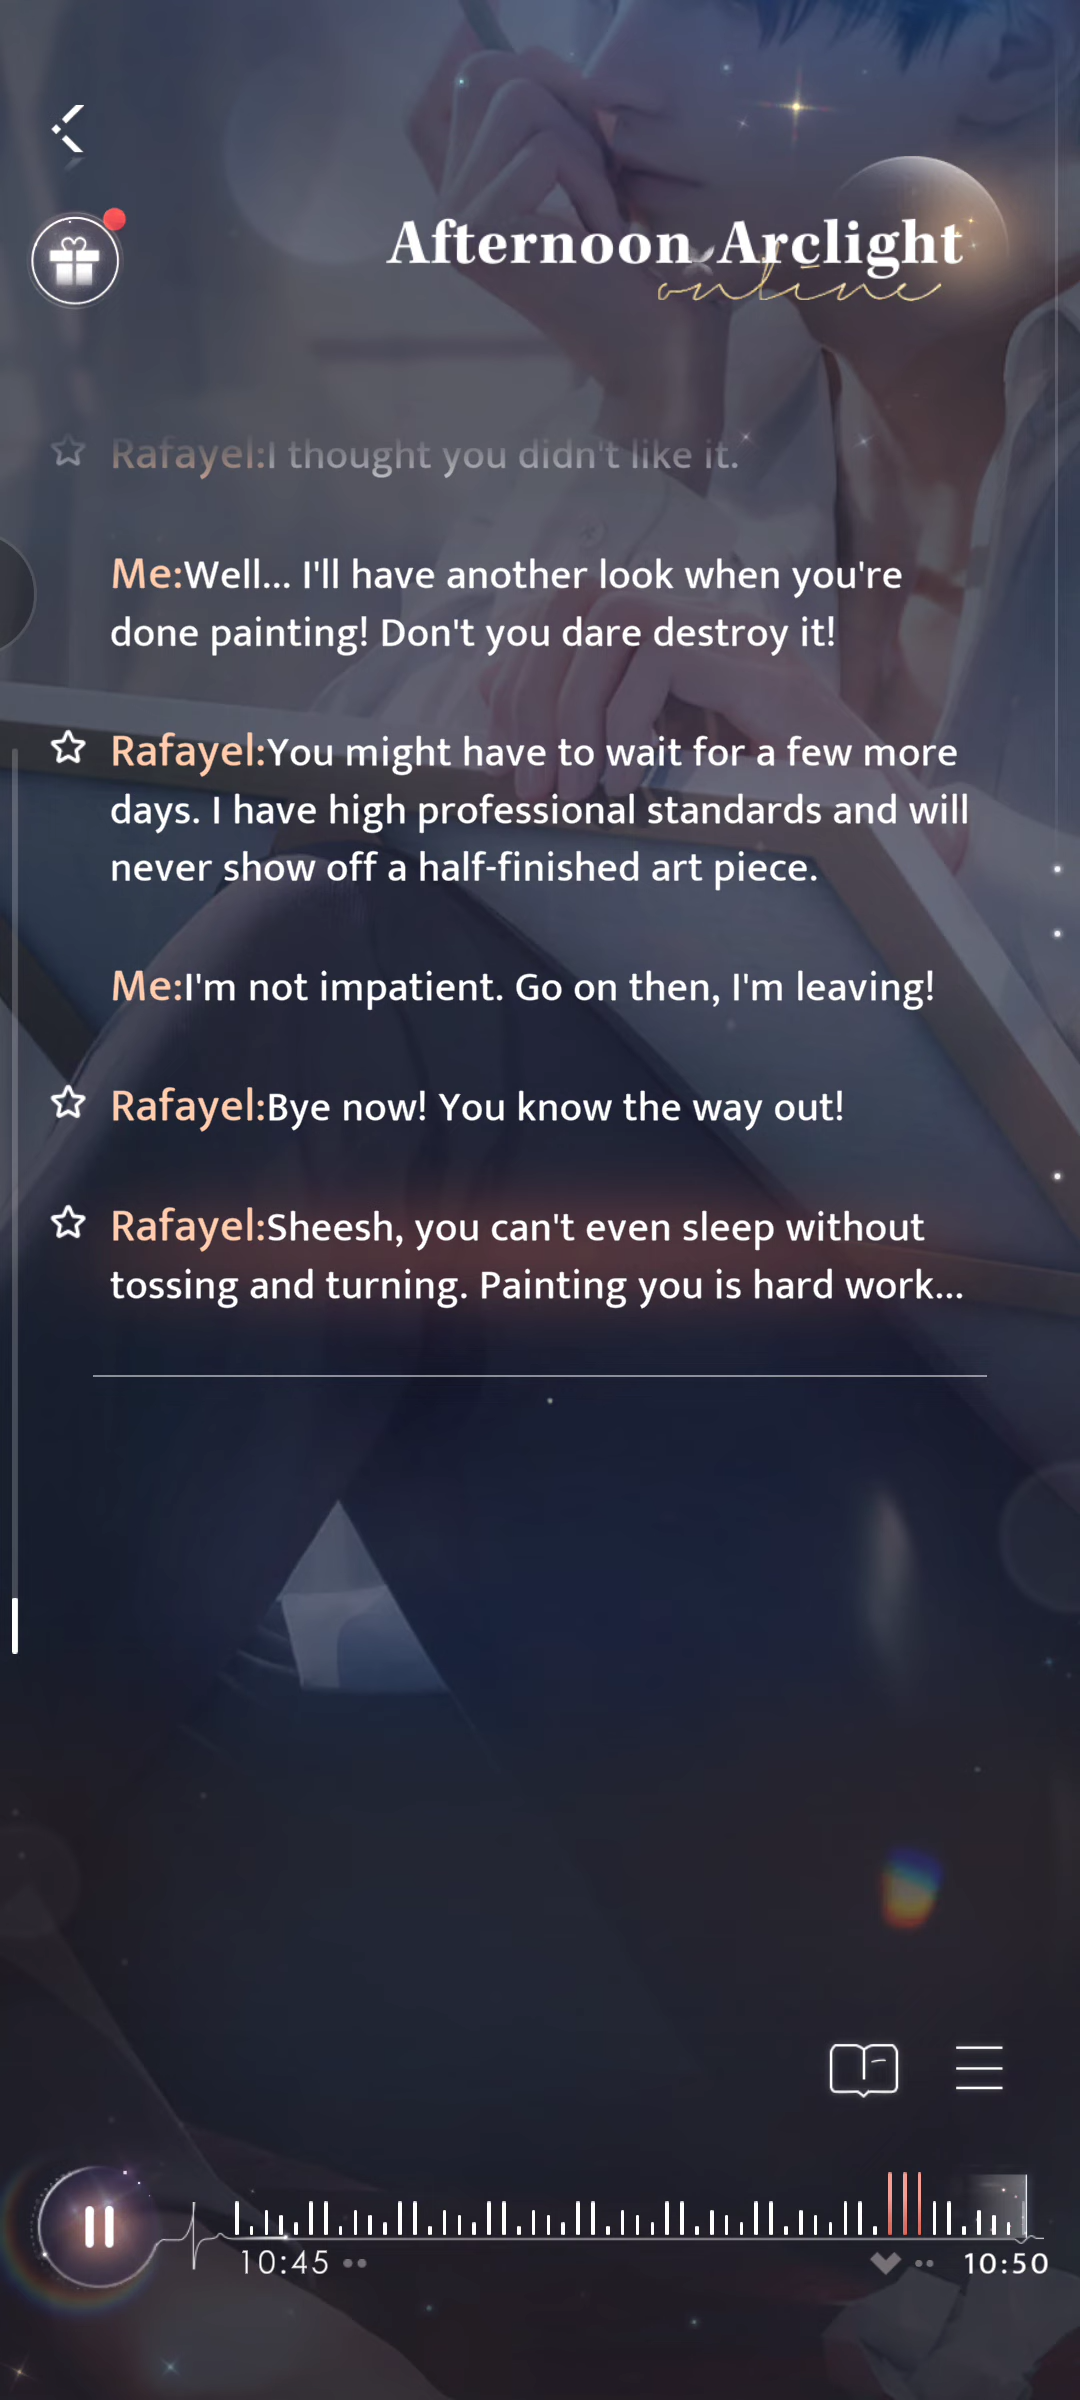 Afternoon Arclight
online
Rafayel:I thought you didn't like it.
Me:Well... I'll have another look when you're
done painting! Don't you dare destroy it!
Rafayel:You might have to wait for a few more
days. I have high professional standards and will
never show off a half-finished art piece.
Me:I'm not impatient. Go on then, I'm leaving!
Rafayel:Bye now! You know the way out!
Rafayel:Sheesh, you can't even sleep without
tossing and turning. Painting you is hard work...
10:45
10:50